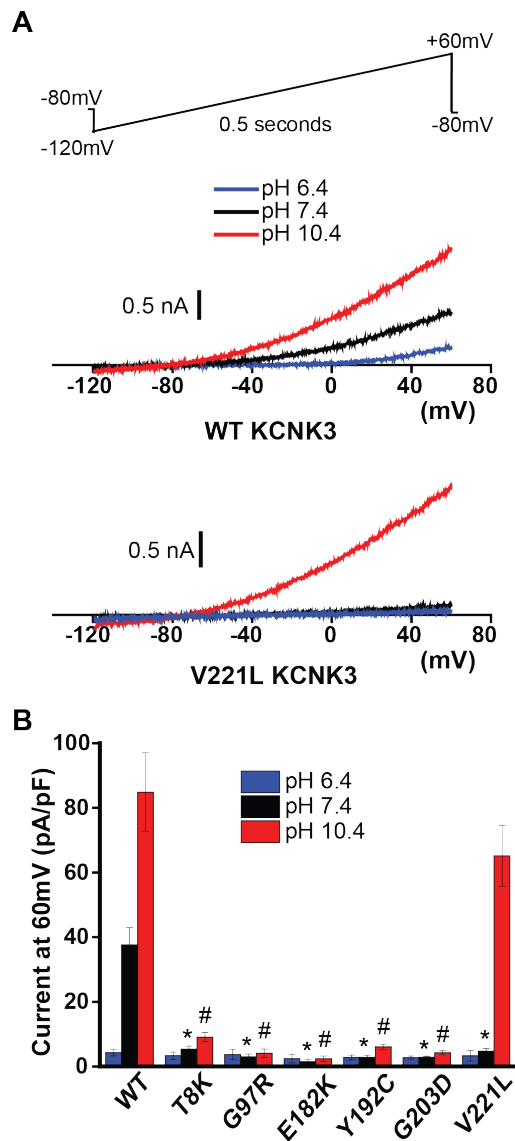 A
+60mV
-80mV
0.5 seconds
-80mV
-120mV
pH 6.4
pH 7.4
pH 10.4
0.5 nA
-120 -80 -40 0 40 80
(mV)
WT KCNK3
0.5 nA
-120 -80 -40 0 40 80
(mV)
V221L KCNK3
B
Current at 60mV (pA/pF)
100
80
60
40
20
0
pH 6.4
pH 7.4
pH 10.4
* # * # * # * # * # *
WT T8K G97R E182K Y192C G203D V221L